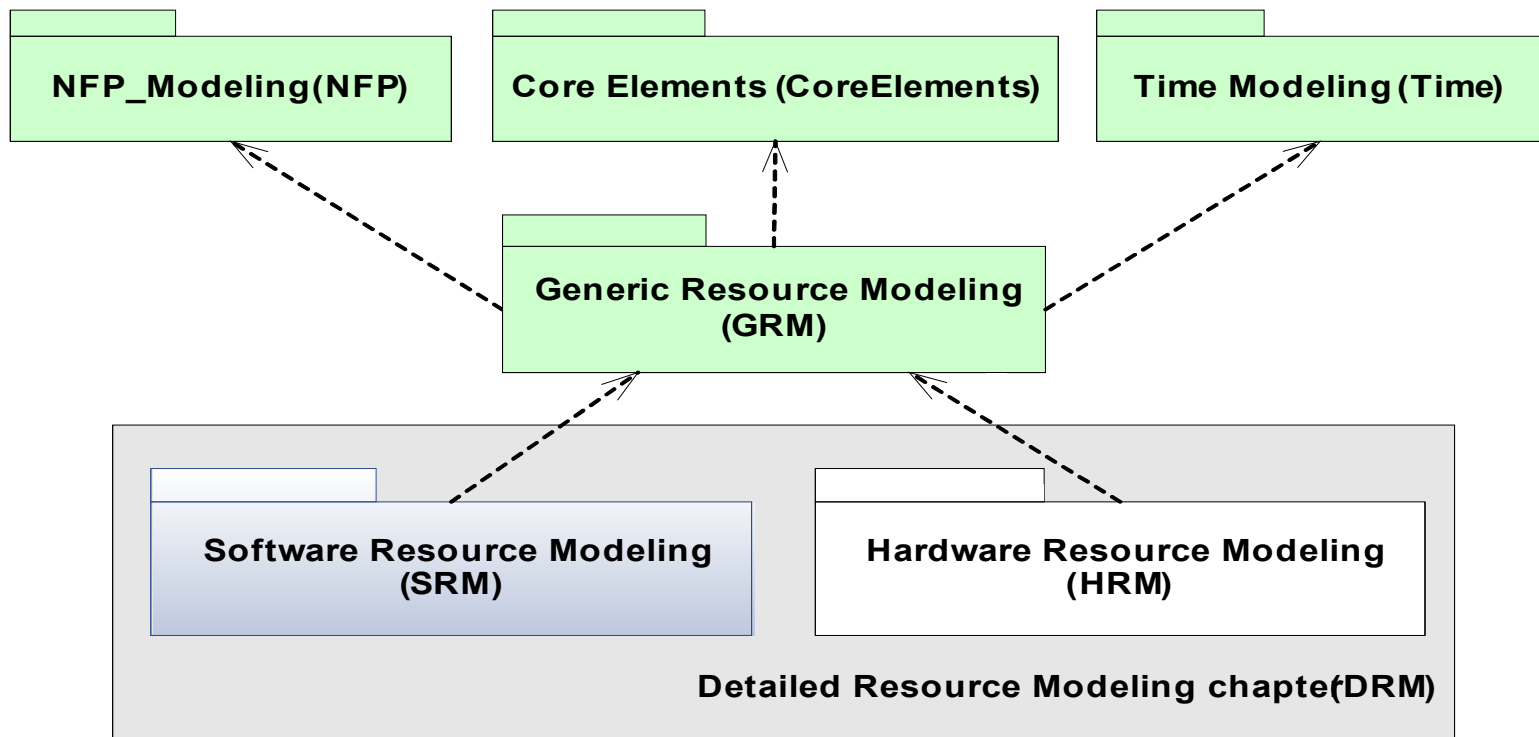 NFP_Modeling (NFP)
Core Elements (CoreElements)
Time Modeling (Time)
Generic Resource Modeling
(GRM)
Software Resource Modeling
(SRM)
Hardware Resource Modeling
(HRM)
Detailed Resource Modeling chapter(DRM)